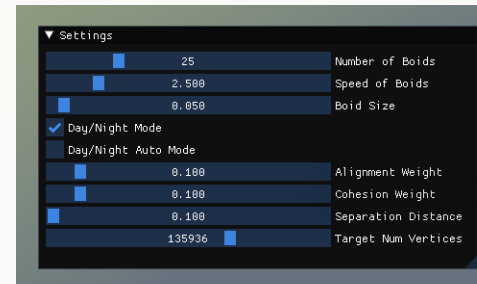 Settings
25 Number of Boids
2.500 Speed of Boids
0.050 Boid Size
Day/Night Mode
Day/Night Auto Mode
0.100 Alignment Weight
0.100 Cohesion Weight
0.100 Separation Distance
135936 Target Num Vertices